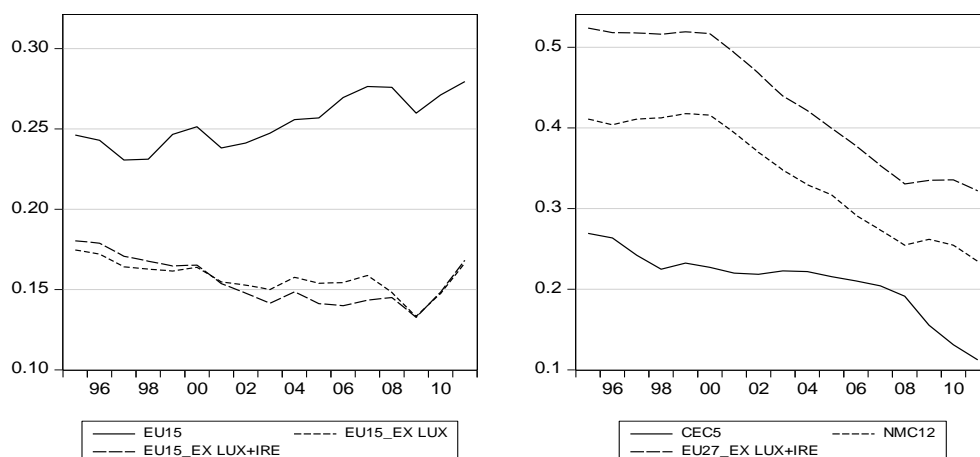 0.30
0.25
0.20
0.15
0.10
96 98 00 02 04 06 08 10
EU15 EU15_EX LUX
EU15_EX LUX+IRE
0.5
0.4
0.3
0.2
0.1
96 98 00 02 04 06 08 10
CEC5 NMC12
EU27_EX LUX+IRE